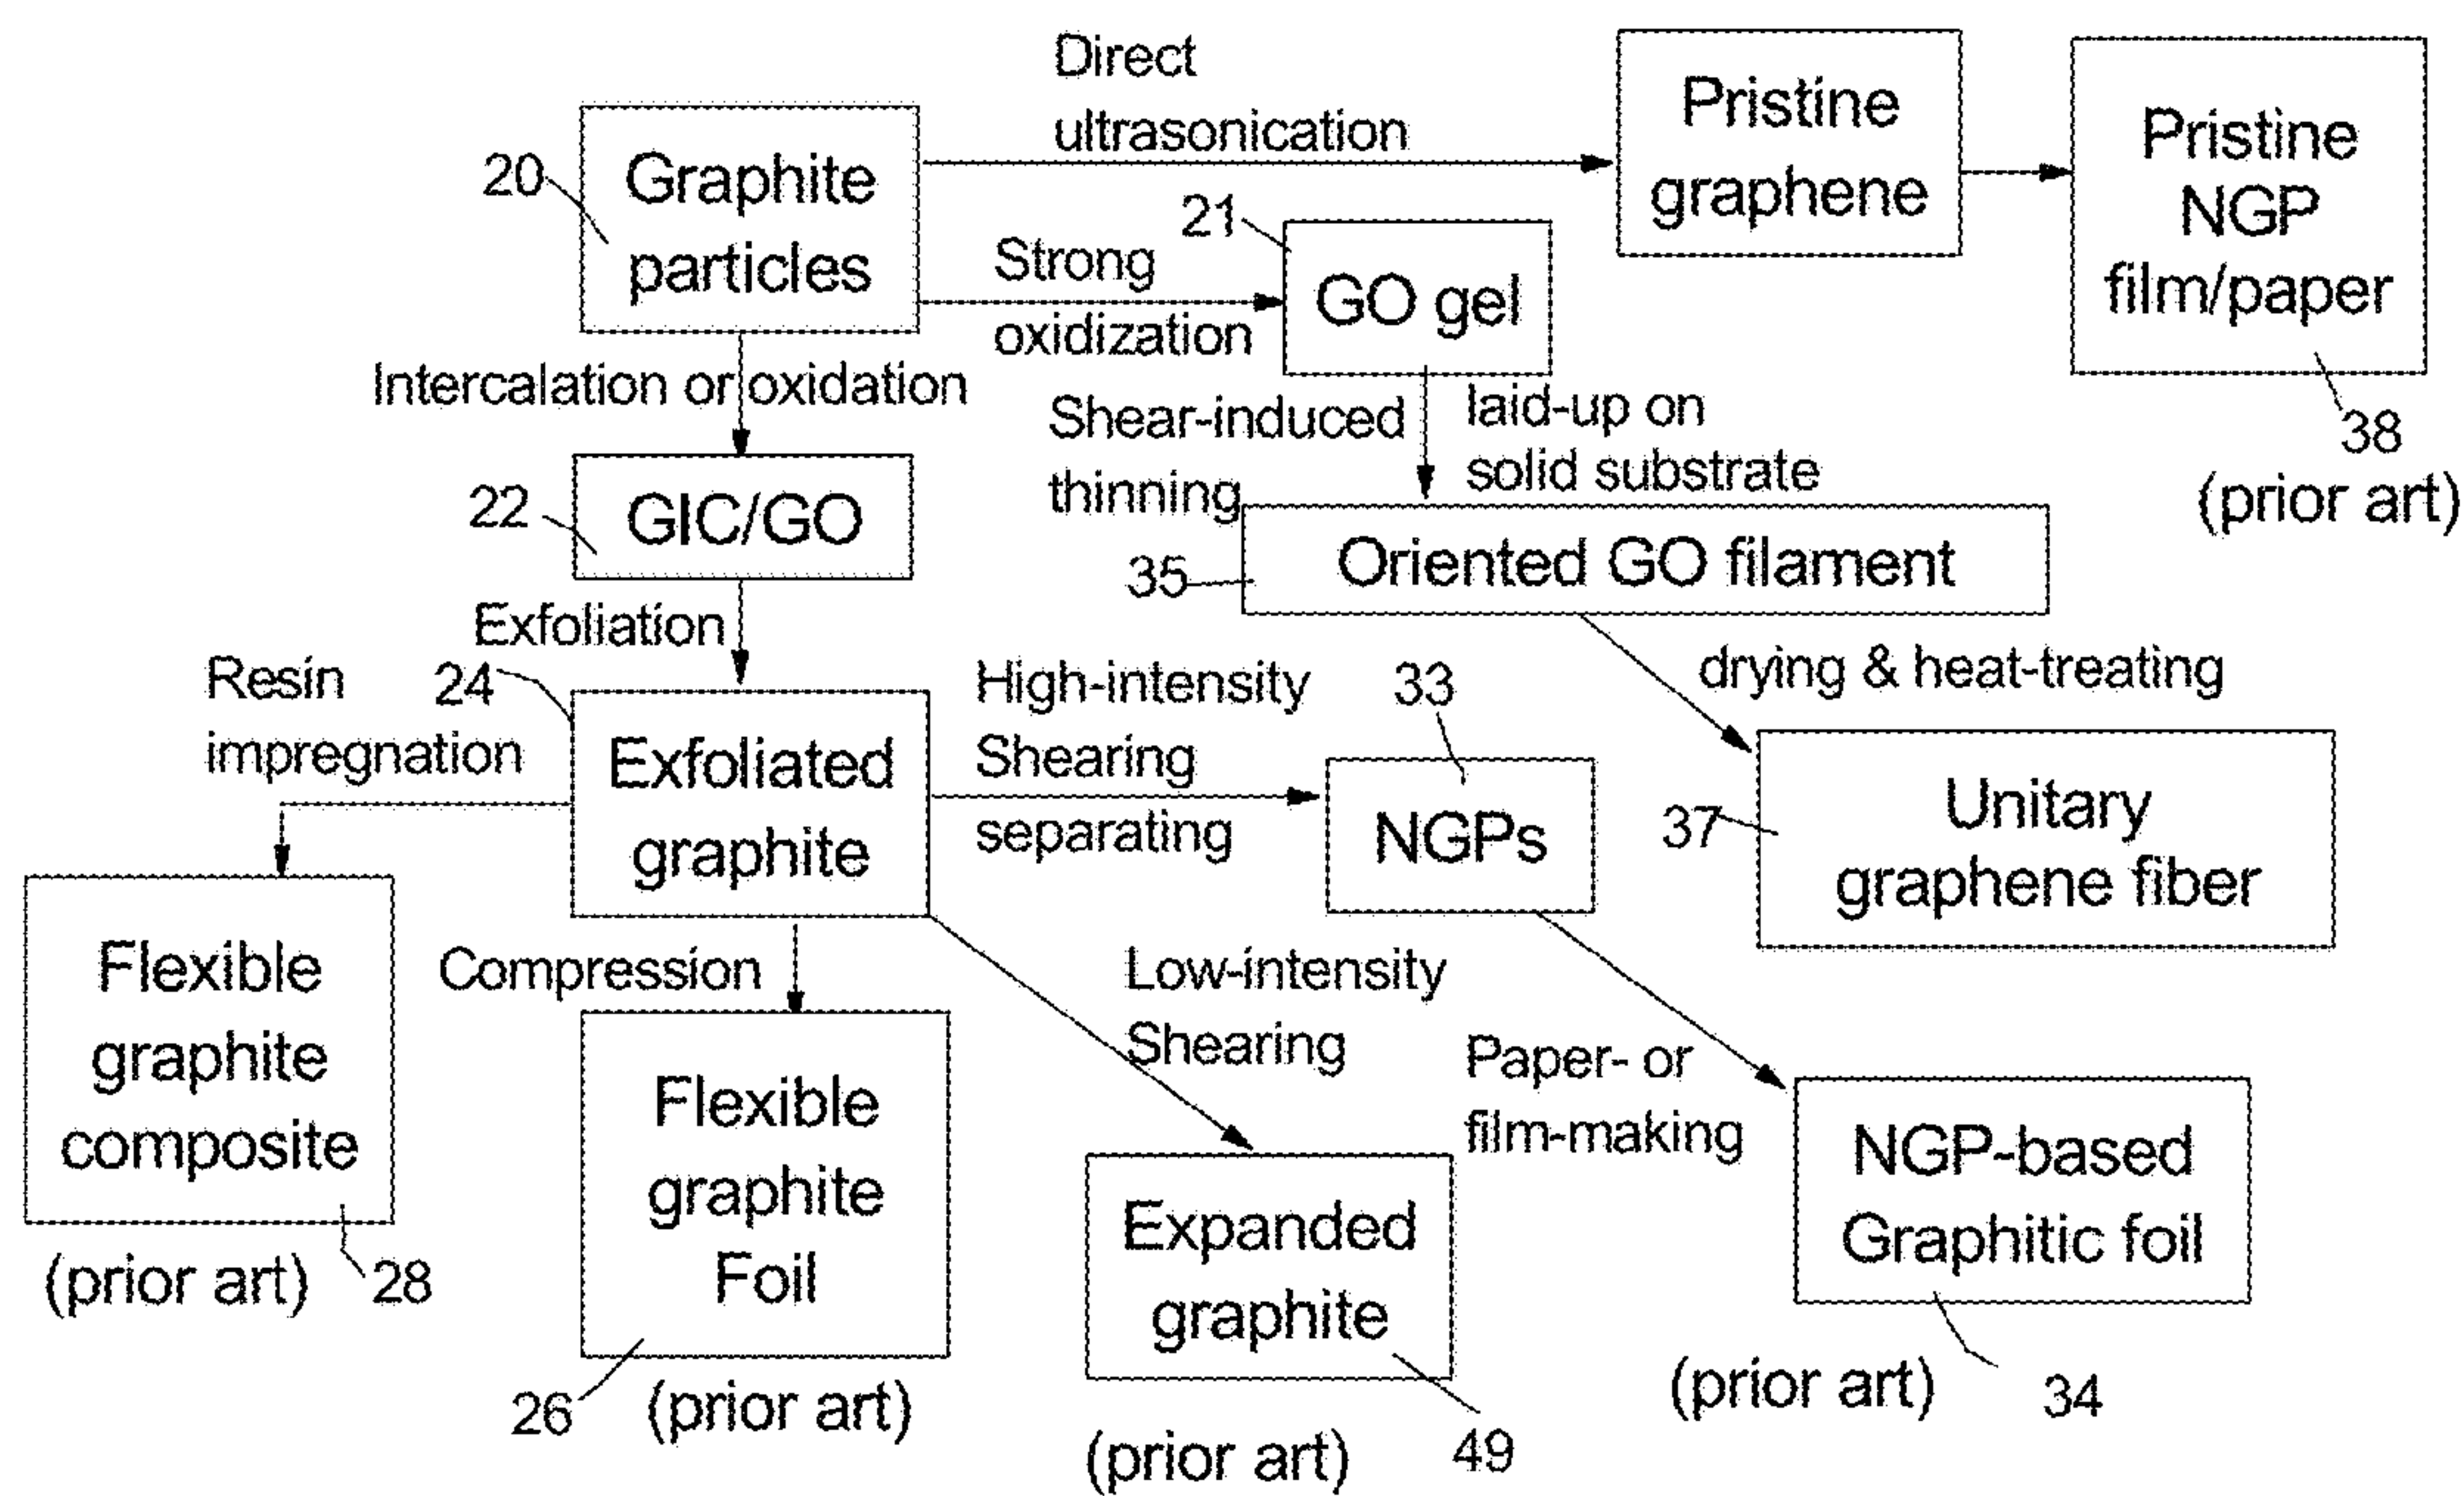 Direct
ultrasonication
Pristine
graphene
Pristine
NGP
film/paper
38
(prior art)
20
Graphite
particles
Strong
oxidization
21
GO gel
Intercalation or oxidation
Shear-induced
thinning
laid-up on
solid substrate
22
GIC/GO
35
Oriented GO filament
Exfoliation
drying & heat-treating
Resin
impregnation
24
Exfoliated
graphite
High-intensity
Shearing
separating
33
NGPs
37
Unitary
graphene fiber
Flexible
graphite
composite
(prior art)
28
Compression
Flexible
graphite
Foil
26
(prior art)
Low-intensity
Shearing
Expanded
graphite
(prior art)
49
Paper- or
film-making
NGP-based
Graphitic foil
(prior art)
34